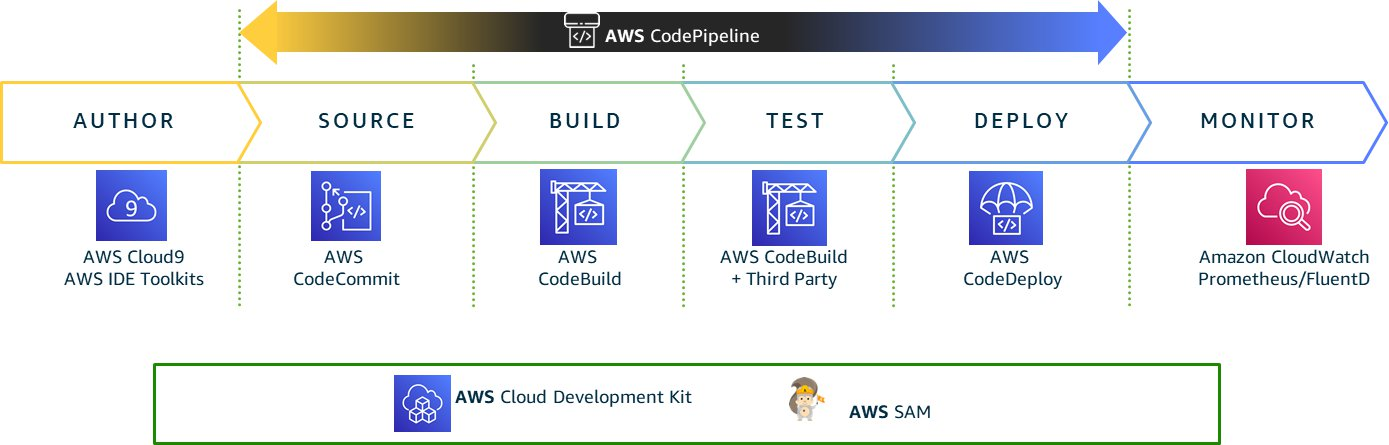 AWS CodePipeline
AUTHOR
SOURCE
BUILD
TEST
DEPLOY
MONITOR
9
AWS Cloud9
AWS IDE Toolkits
AWS
CodeCommit
AWS
CodeBuild
AWS CodeBuild
+ Third Party
AWS
CodeDeploy
Amazon CloudWatch
Prometheus/FluentD
AWS Cloud Development Kit
AWS SAM